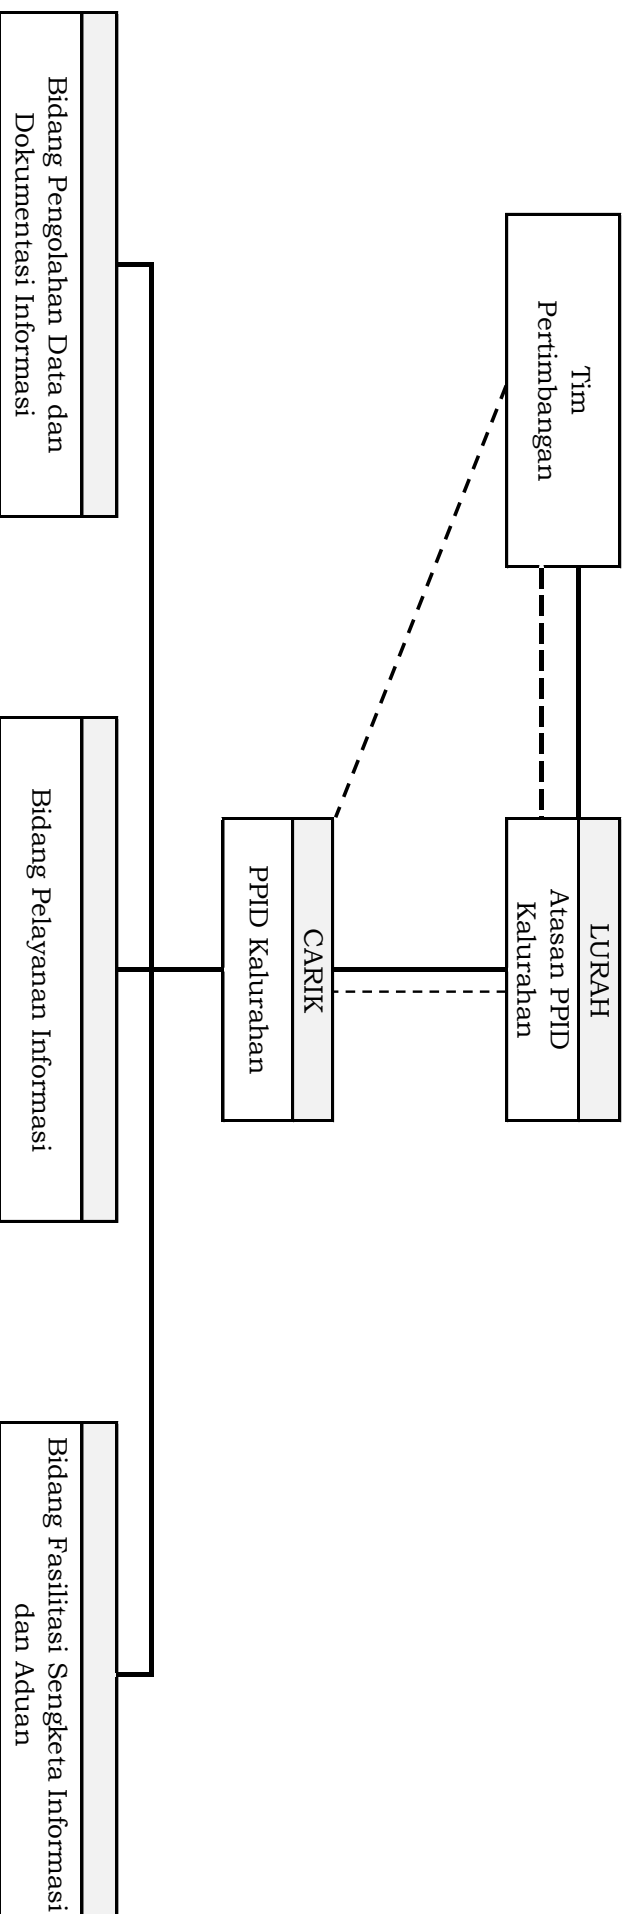 Tim
Pertimbangan
LURAH
Atasan PPID
Kalurahan
CARIK
PPID Kalurahan
Bidang Pengolahan Data dan
Dokumentasi Informasi
Bidang Pelayanan Informasi
Bidang Fasilitasi Sengketa Informasi
dan Aduan